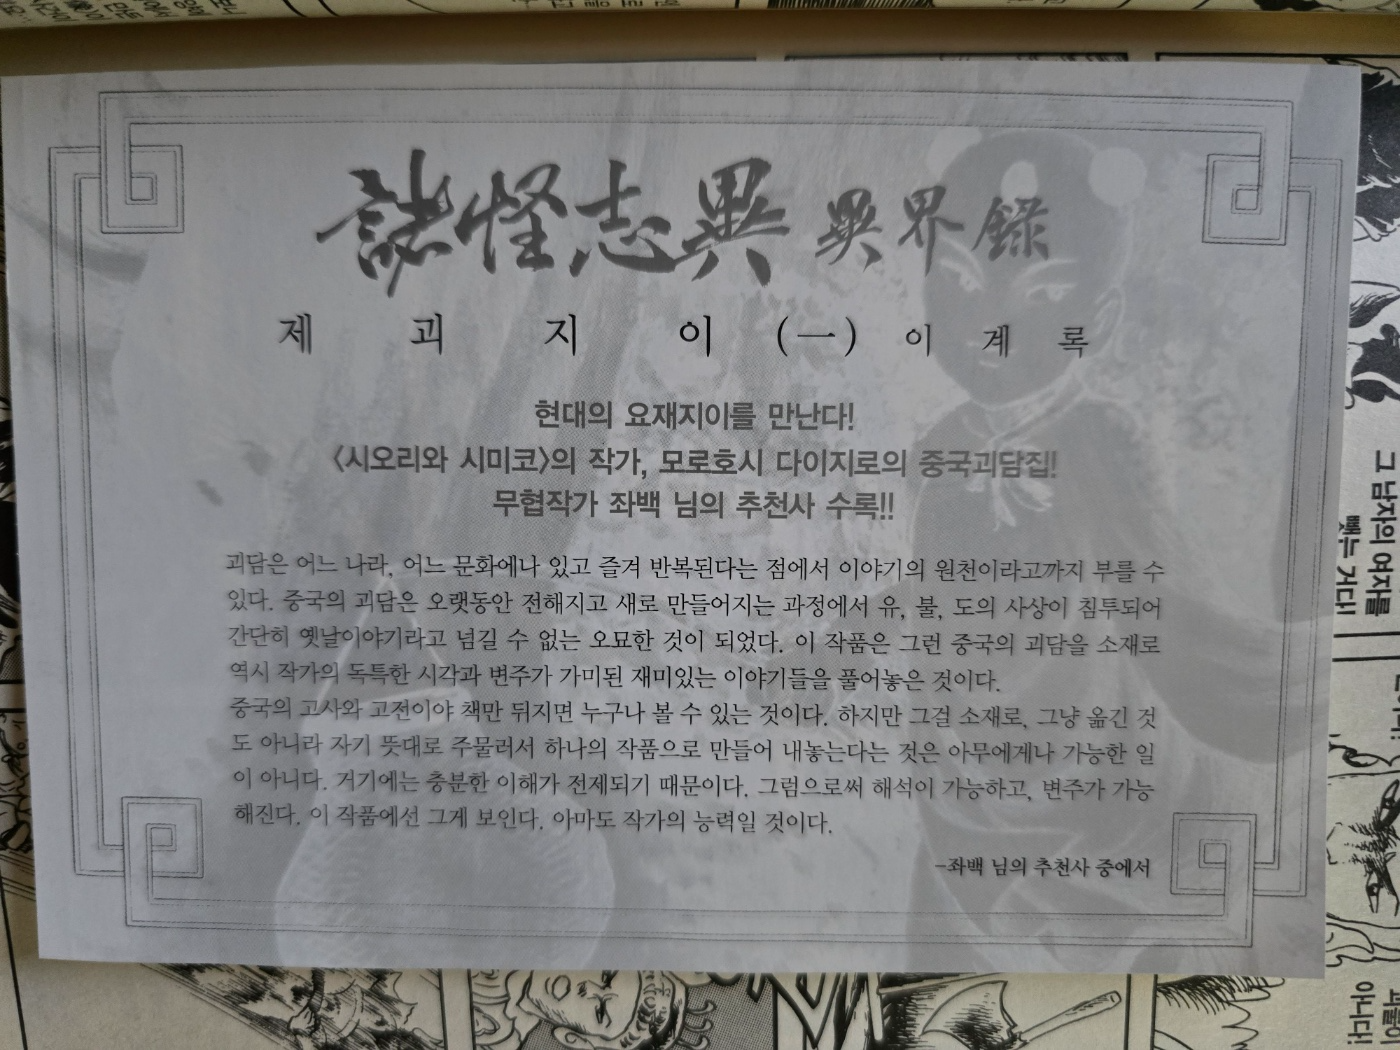 諸怪志異 異界錄
제 괴 지 이 (一) 이 계 록
현대의 요재지이를 만난다!
〈시오리와 시미코〉의 작가, 모로호시 다이지로의 중국괴담집!
무협작가 좌백 님의 추천사 수록!!
괴담은 어느 나라, 어느 문화에나 있고 즐겨 반복된다는 점에서 이야기의 원천이라고까지 부를 수
있다. 중국의 괴담은 오랫동안 전해지고 새로 만들어지는 과정에서 유, 불, 도의 사상이 침투되어
간단히 옛날이야기라고 넘길 수 없는 오묘한 것이 되었다. 이 작품은 그런 중국의 괴담을 소재로
역시 작가의 독특한 시각과 변주가 가미된 재미있는 이야기들을 풀어놓은 것이다.
중국의 고사와 고전이야 책만 뒤지면 누구나 볼 수 있는 것이다. 하지만 그걸 소재로, 그냥 옮긴 것
도 아니라 자기 뜻대로 주물러서 하나의 작품으로 만들어 내놓는다는 것은 아무에게나 가능한 일
이 아니다. 거기에는 충분한 이해가 전제되기 때문이다. 그럼으로써 해석이 가능하고, 변주가 가능
해진다. 이 작품에선 그게 보인다. 아마도 작가의 능력일 것이다.
-좌백 님의 추천사 중에서
그 남자의 여자를
뺏는 거다!
아니다!